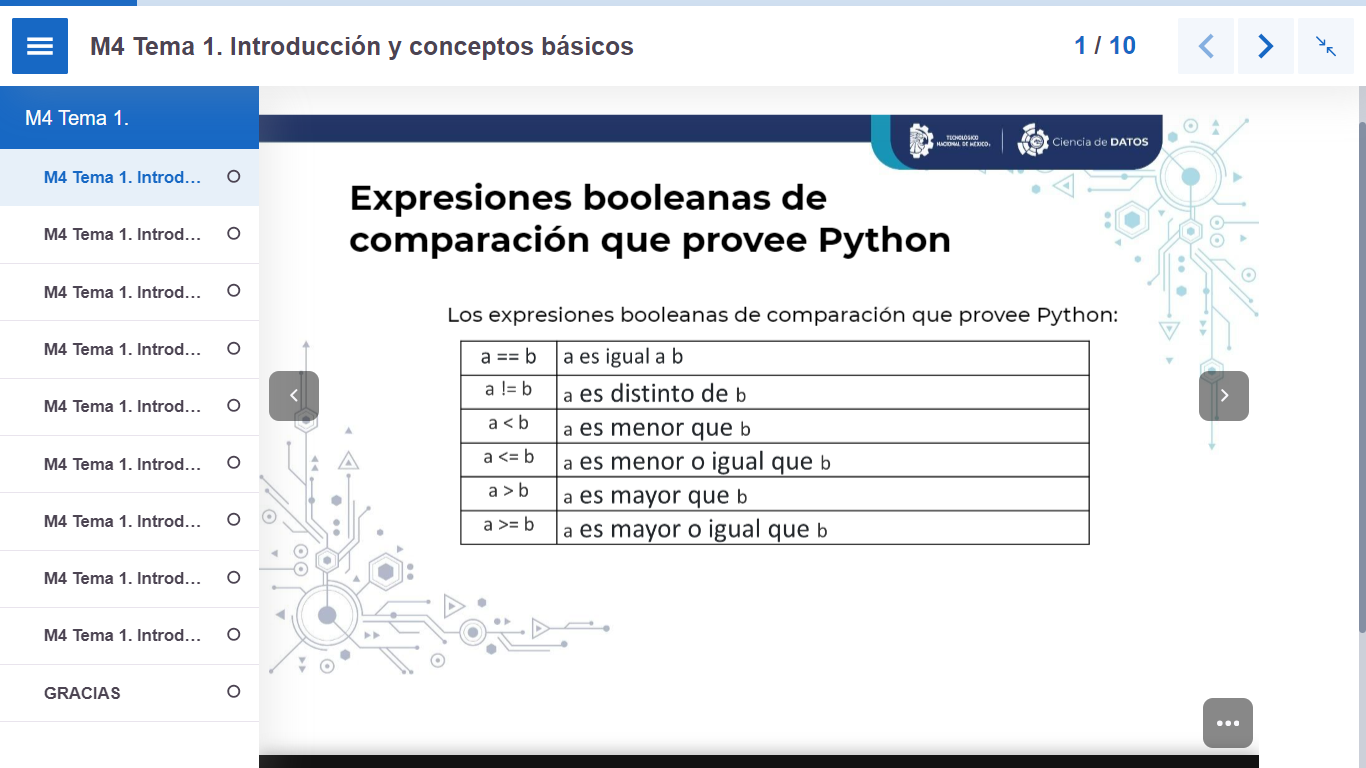 M4 Tema 1. Introducción y conceptos básicos
1 / 10
M4 Tema 1.
M4 Tema 1. Introd...
M4 Tema 1. Introd...
M4 Tema 1. Introd...
M4 Tema 1. Introd...
M4 Tema 1. Introd...
M4 Tema 1. Introd...
M4 Tema 1. Introd...
M4 Tema 1. Introd...
M4 Tema 1. Introd...
GRACIAS
TECNOLÓGICO
NACIONAL DE MÉXICO
Ciencia de DATOS
Expresiones booleanas de
comparación que provee Python
Los expresiones booleanas de comparación que provee Python:
a == b a es igual a b
a != b a es distinto de b
a < b a es menor que b
a <= b a es menor o igual que b
a > b a es mayor que b
a >= b a es mayor o igual que b